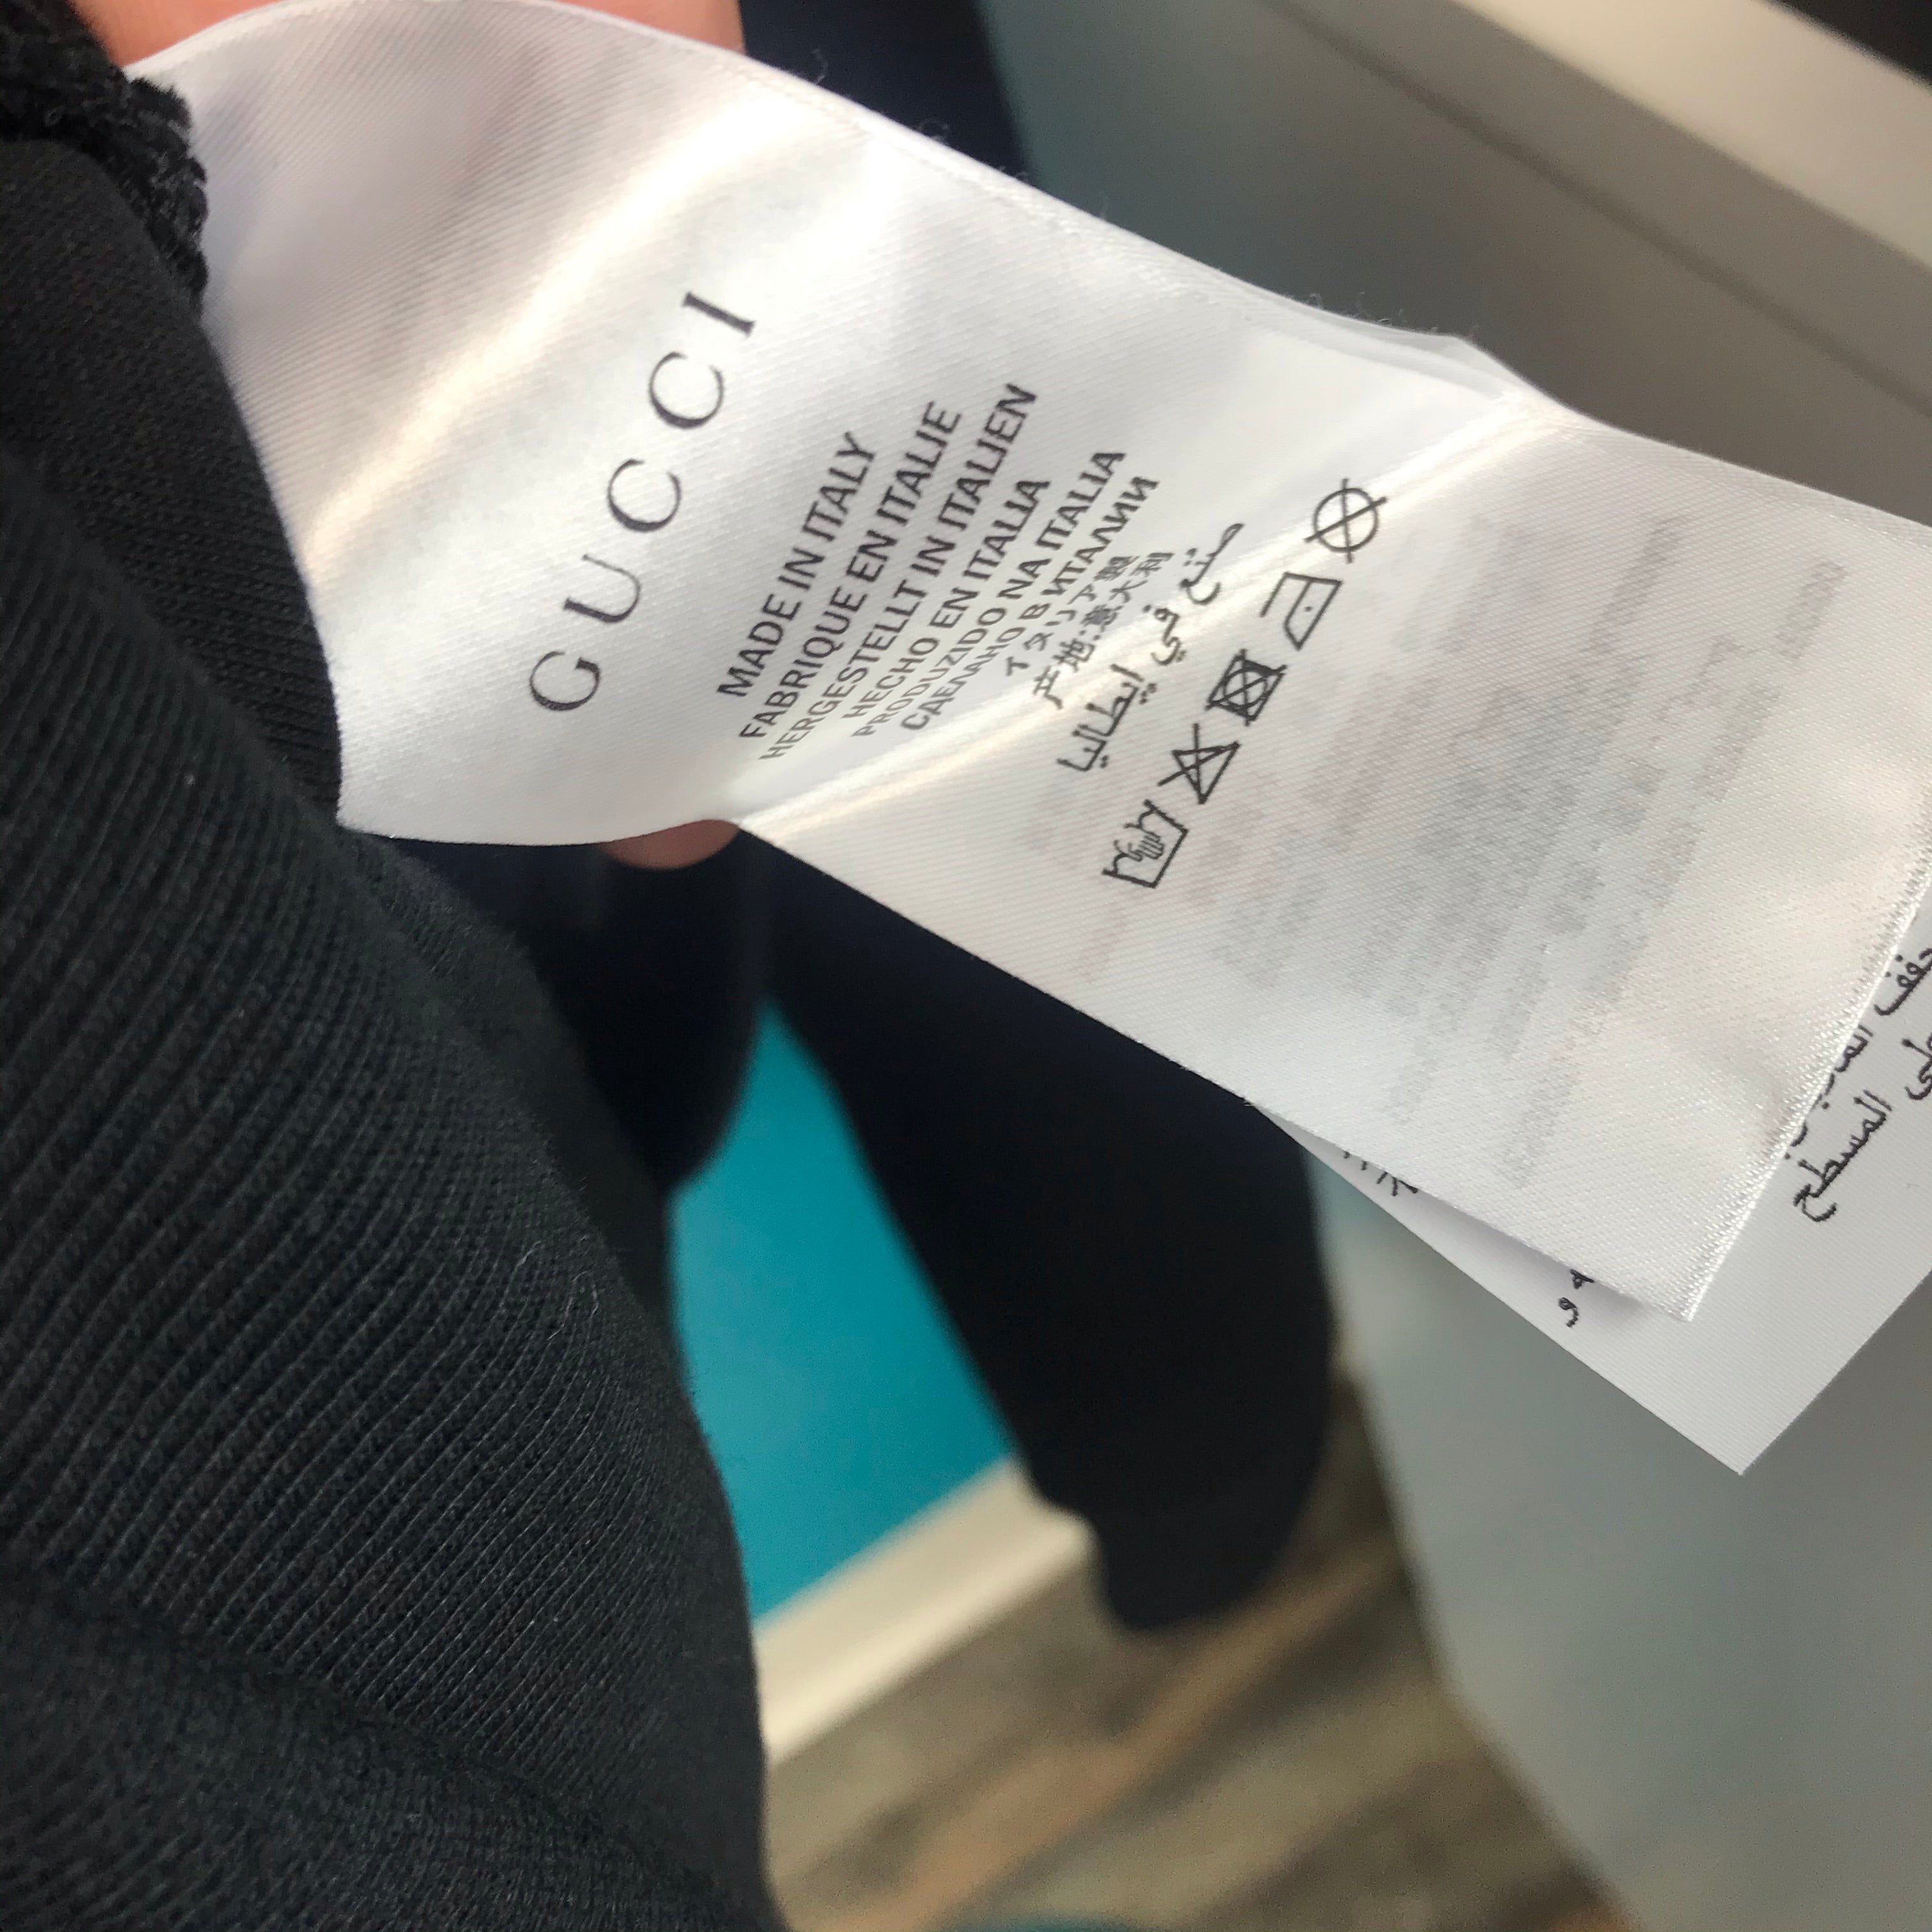 GUCCI
MADE IN ITALY
FABRIQUE EN ITALIE
HERGESTELLT IN ITALIEN
HECHO EN ITALIA
PRODUZIDO NA ITALIA
СДЕЛАНО В ИТАЛИИ
イタリア製
产地:意大利
صنع في إيطاليا
المسطح
و